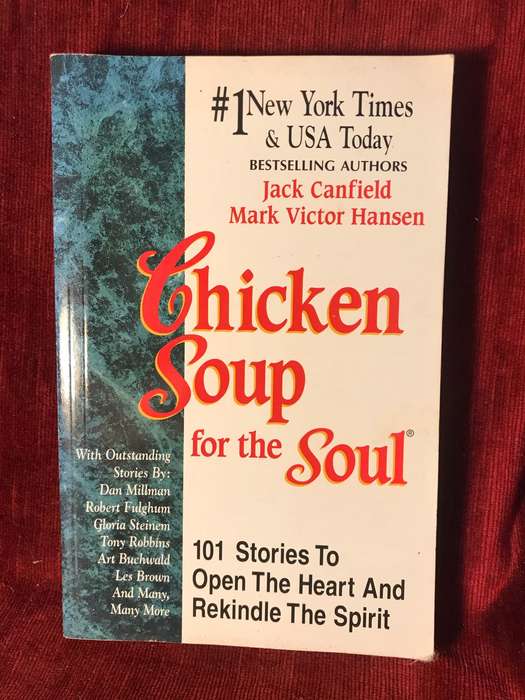 #1 New York Times
& USA Today
BESTSELLING AUTHORS
Jack Canfield
Mark Victor Hansen
Chicken
Soup
for the Soul®
With Outstanding
Stories By:
Dan Millman
Robert Fulghum
Gloria Steinem
Tony Robbins
Art Buchwald
Les Brown
And Many,
Many More
101 Stories To
Open The Heart And
Rekindle The Spirit